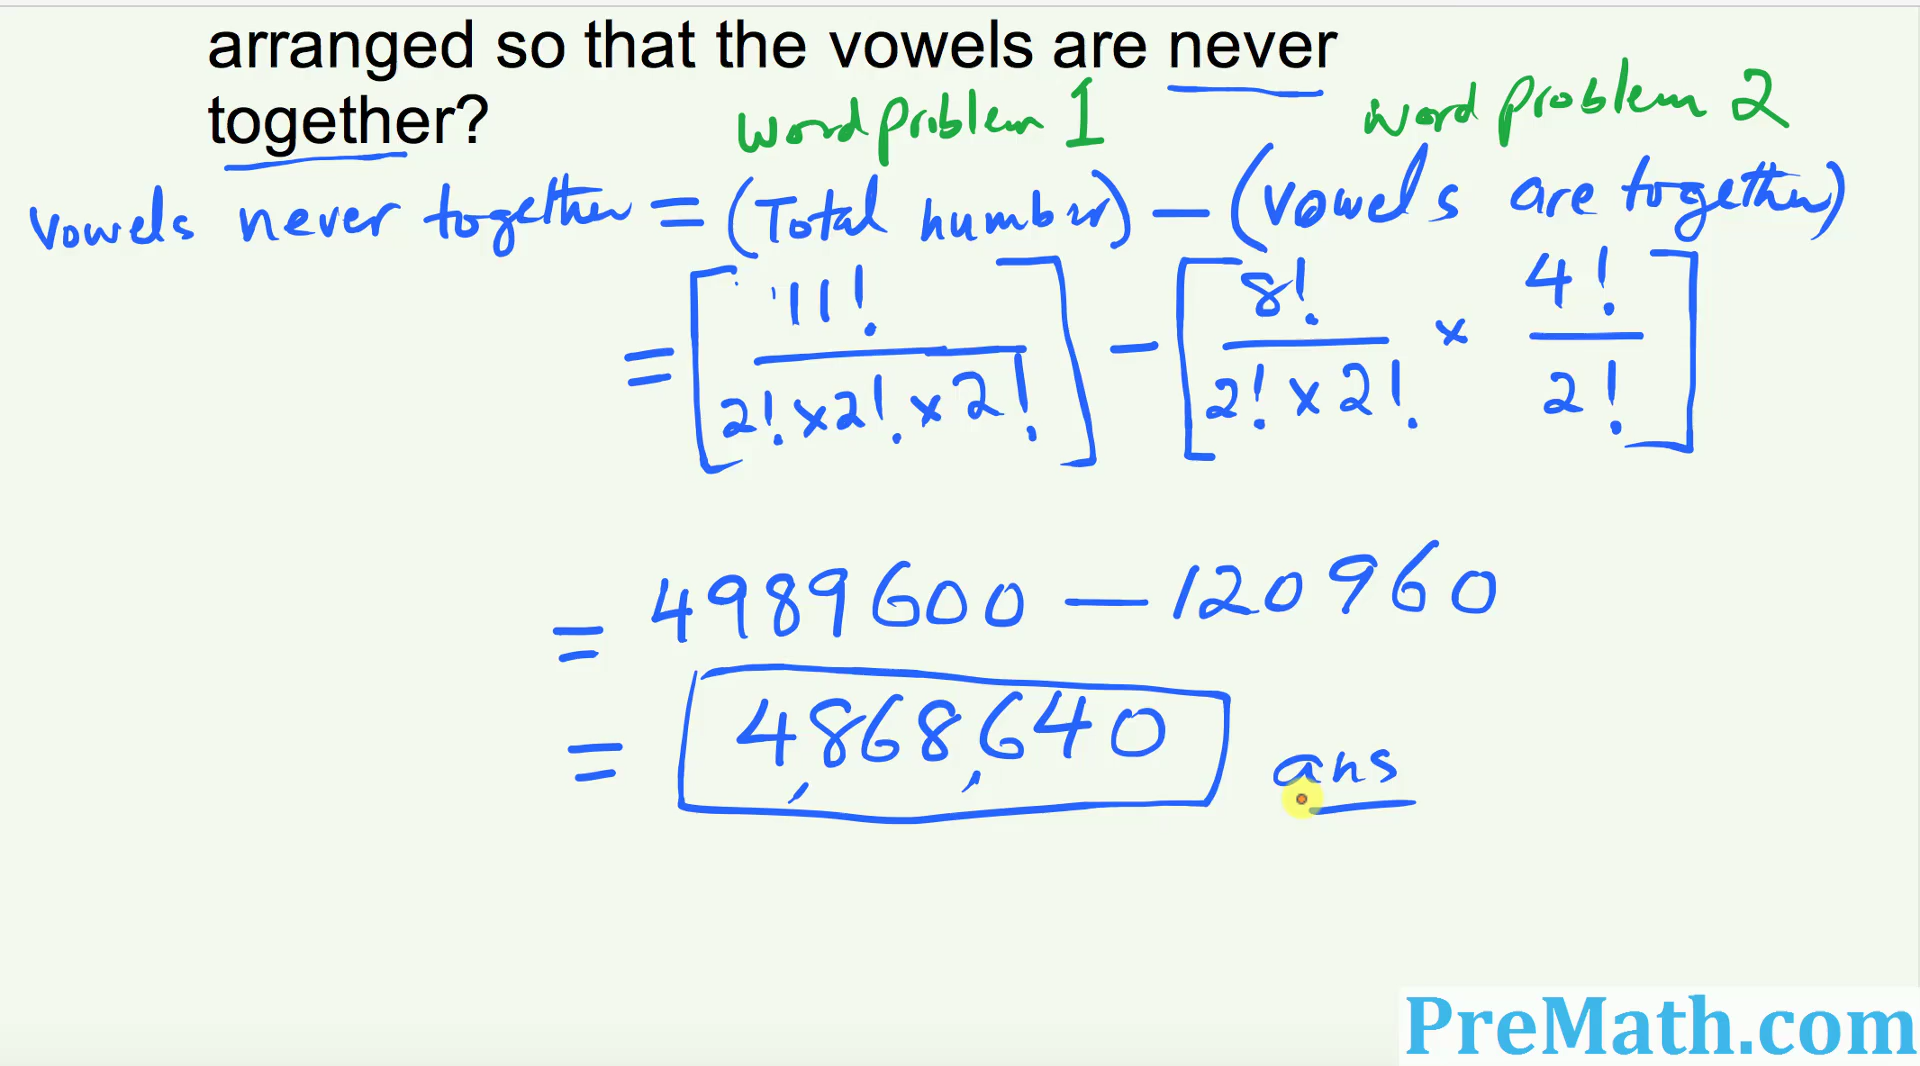 arranged so that the vowels are never
together?
word problem 1
word problem 2
vowels never together = (Total number) – (vowels are together)
= [11! / 2! × 2! × 2!] – [8! / 2! × 2! × 4! / 2!]
= 4989600 – 120960
= 4,868,640 ans
PreMath.com